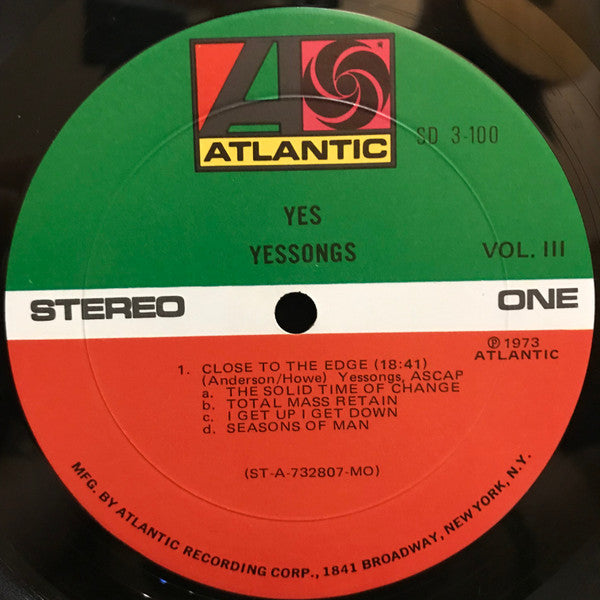 ATLANTIC
SD 3-100
YES
YESSONGS
VOL. III
STEREO
ONE
℗ 1973
ATLANTIC
1. CLOSE TO THE EDGE (18:41)
(Anderson/Howe) Yessongs, ASCAP
a. THE SOLID TIME OF CHANGE
b. TOTAL MASS RETAIN
c. I GET UP I GET DOWN
d. SEASONS OF MAN
(ST-A-732807-MO)
MFG. BY ATLANTIC RECORDING CORP., 1841 BROADWAY, NEW YORK, N.Y.